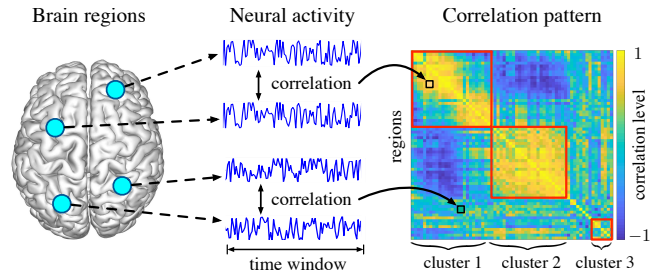 Brain regions
Neural activity
Correlation pattern
correlation
correlation
time window
regions
1
correlation level
−1
cluster 1
cluster 2
cluster 3